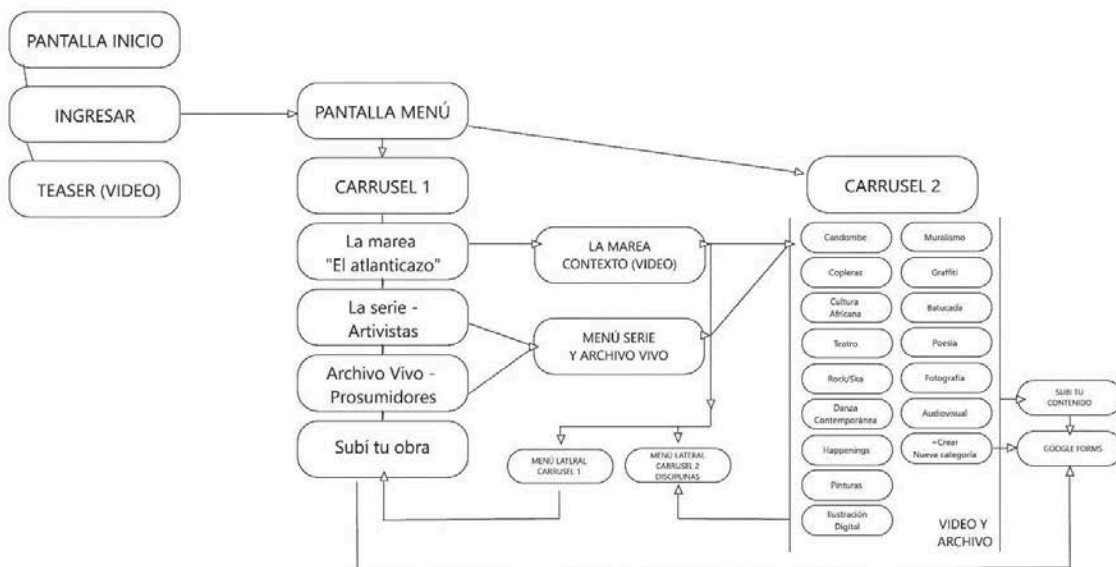 PANTALLA INICIO
INGRESAR
TEASER (VIDEO)
PANTALLA MENÚ
CARRUSEL 1
La marea
"El atlanticazo"
La serie -
Artivistas
Archivo Vivo -
Prosumidores
Subí tu obra
LA MAREA
CONTEXTO (VIDEO)
MENÚ SERIE
Y ARCHIVO VIVO
MENÚ LATERAL
CARRUSEL 1
MENÚ LATERAL
CARRUSEL 2
DISCIPLINAS
CARRUSEL 2
Candombe
Copleras
Cultura
Africana
Teatro
Rock/Ska
Danza
Contemporánea
Happenings
Pinturas
Ilustración
Digital
Muralismo
Graffiti
Batucada
Poesía
Fotografía
Audiovisual
+Crear
Nueva categoría
VIDEO Y
ARCHIVO
SUBI TU
CONTENIDO
GOOGLE FORMS